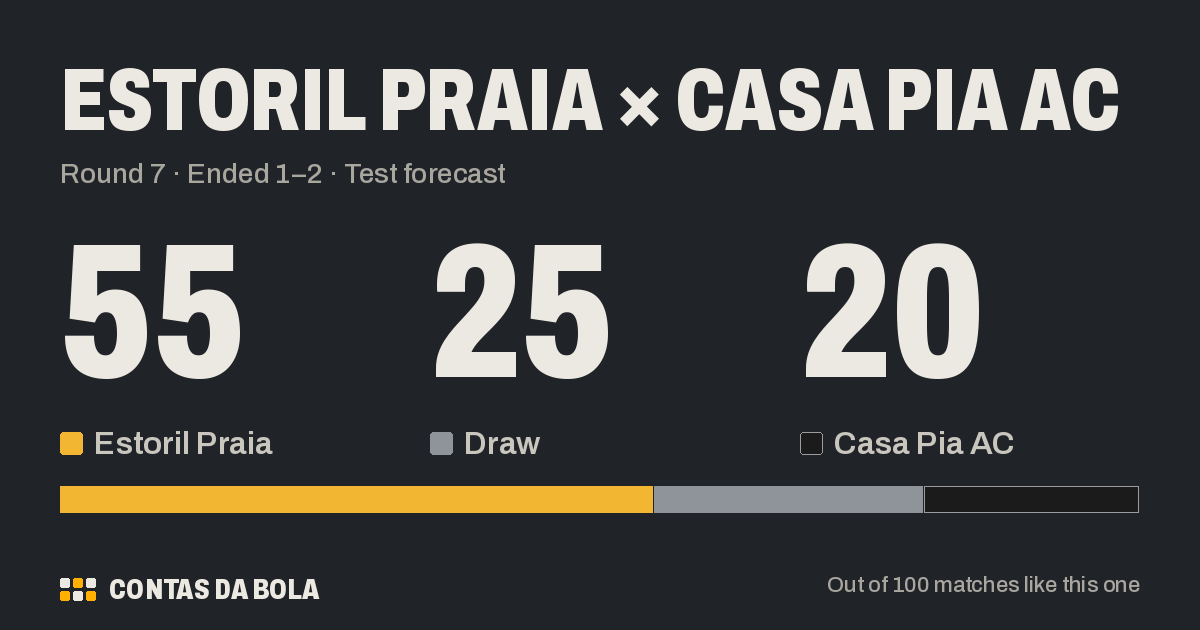 ESTORIL PRAIA × CASA PIA AC
Round 7 · Ended 1–2 · Test forecast
55 25 20
Estoril Praia Draw Casa Pia AC
CONTAS DA BOLA Out of 100 matches like this one